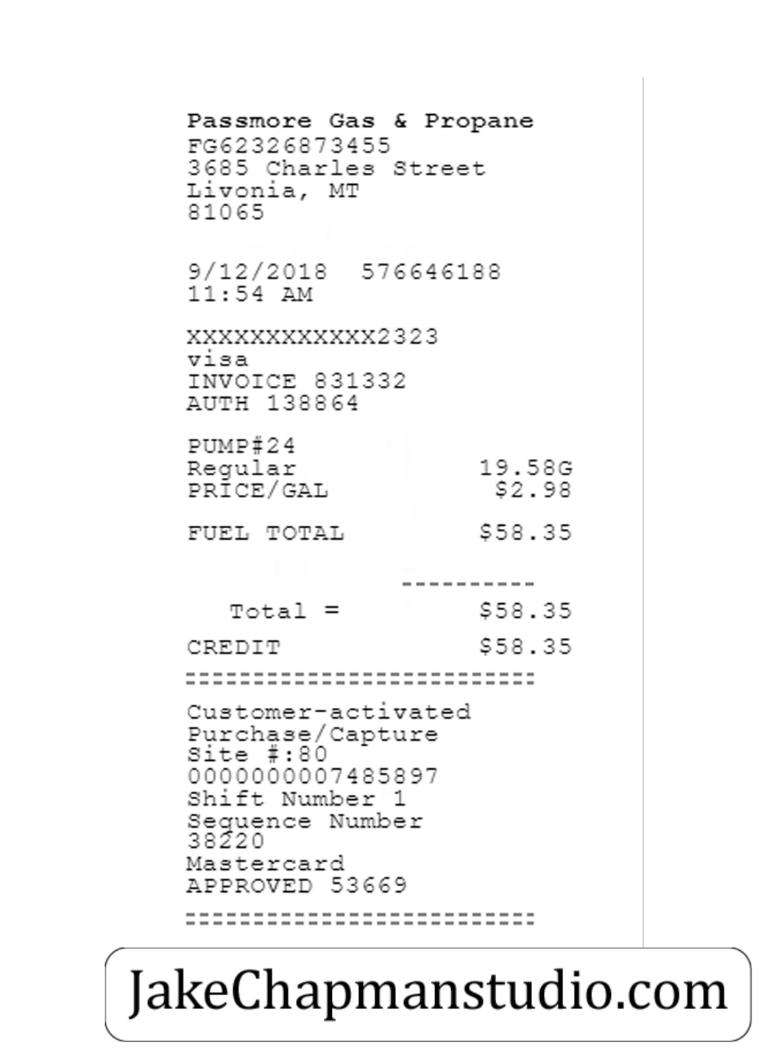 Passmore Gas & Propane
FG62326873455
3685 Charles Street
Livonia, MT
81065
9/12/2018 576646188
11:54 AM
XXXXXXXXXXXX2323
visa
INVOICE 831332
AUTH 138864
PUMP#24
Regular 19.58G
PRICE/GAL $2.98
FUEL TOTAL $58.35
----------
Total = $58.35
CREDIT $58.35
==========================
Customer-activated
Purchase/Capture
Site #:80
0000000007485897
Shift Number 1
Sequence Number
38220
Mastercard
APPROVED 53669
==========================
JakeChapmanstudio.com